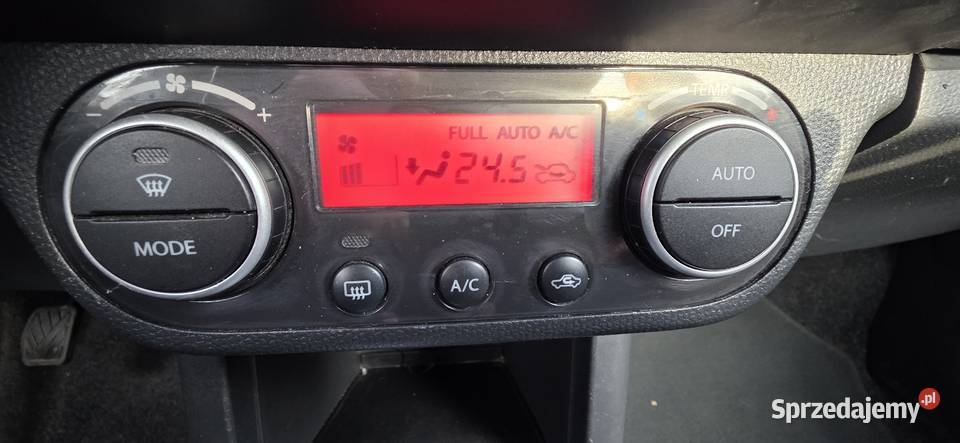 − +
TEMP
FULL AUTO A/C
24.5
MODE
AUTO
OFF
A/C
Sprzedajemy.pl